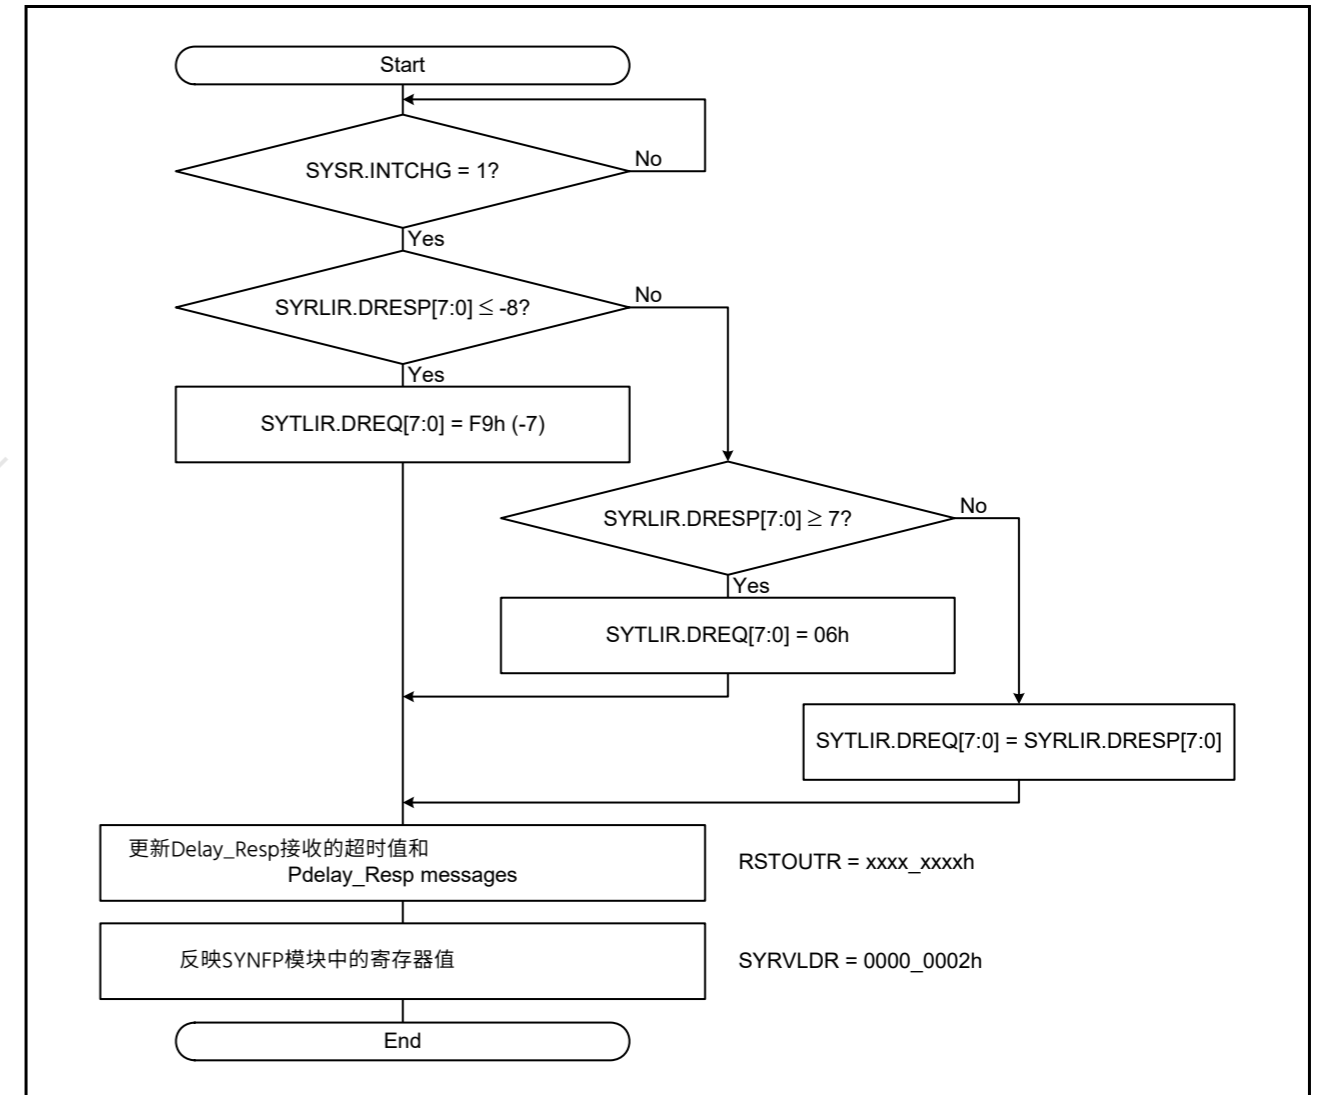 Start
SYSR.INTCHG = 1?
No
Yes
SYRLIR.DRESP[7:0] ≤ -8?
No
Yes
SYTLIR.DREQ[7:0] = F9h (-7)
SYRLIR.DRESP[7:0] ≥ 7?
No
Yes
SYTLIR.DREQ[7:0] = 06h
SYTLIR.DREQ[7:0] = SYRLIR.DRESP[7:0]
更新Delay_Resp接收的超时值和
Pdelay_Resp messages
RSTOUTR = xxxx_xxxxh
反映SYNFP模块中的寄存器值
SYRVLDR = 0000_0002h
End